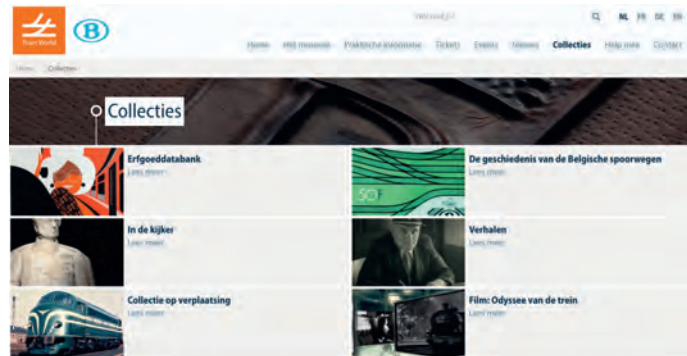 Train World
B
NL FR DE EN
Home Het museum Praktische informatie Tickets Events Nieuws Collecties Help mee Contact
Home Collecties
Collecties
Erfgoeddatabank
Lees meer
De geschiedenis van de Belgische spoorwegen
Lees meer
50F
In de kijker
Lees meer
Verhalen
Lees meer
Collectie op verplaatsing
Lees meer
Film: Odyssee van de trein
Lees meer